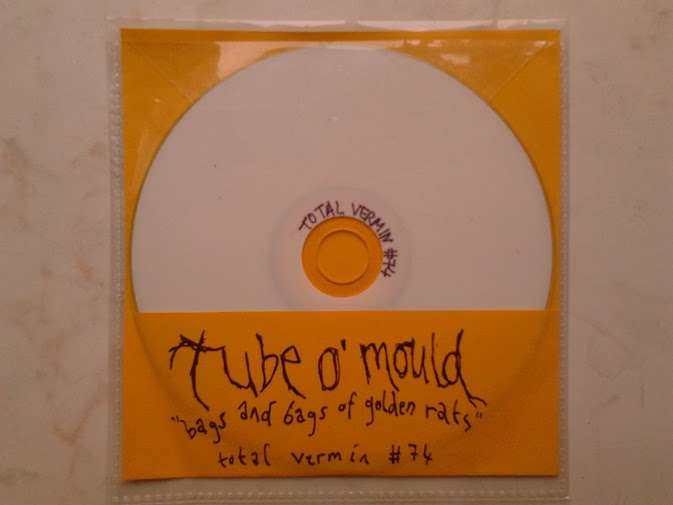 TOTAL VERMIN #74
Tube o' mould
"bags and bags of golden rats"
total vermin #74